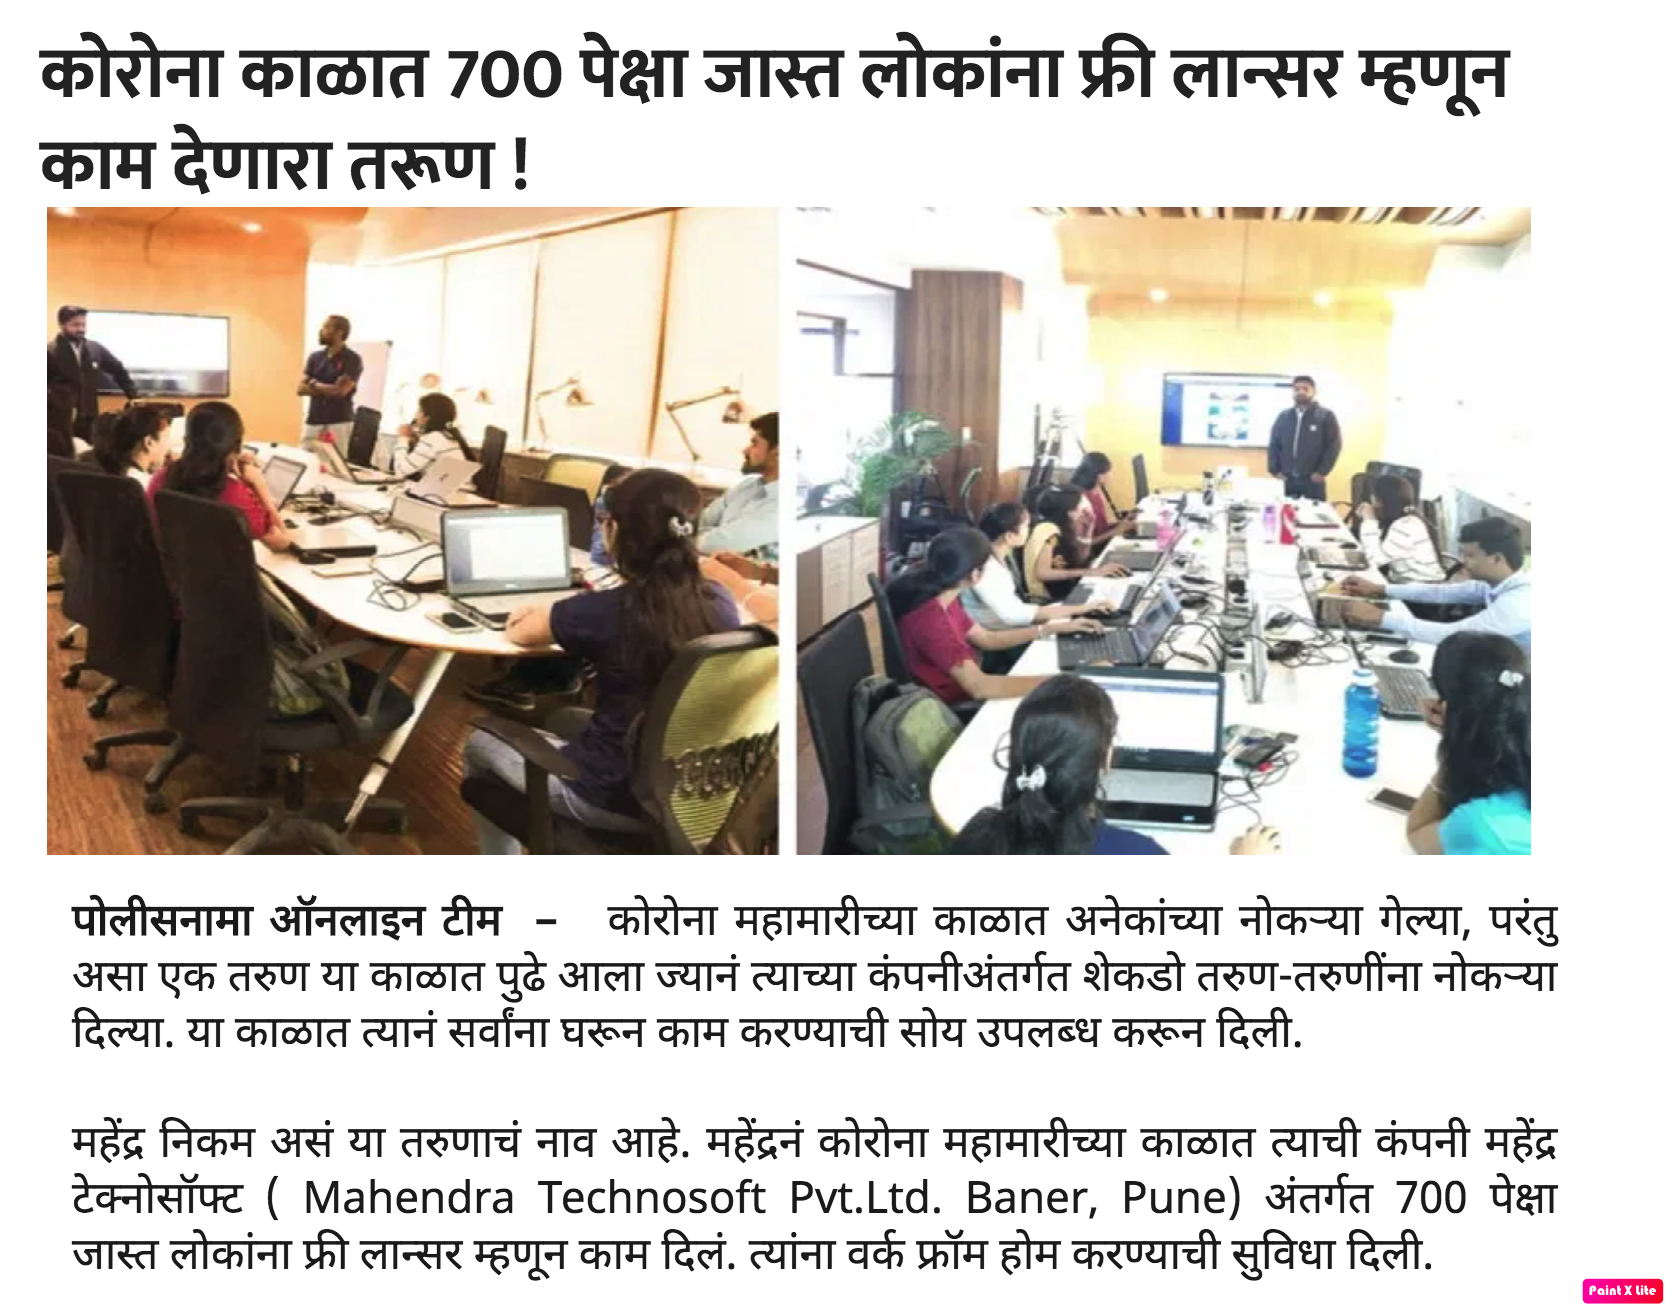 कोरोना काळात 700 पेक्षा जास्त लोकांना फ्री लान्सर म्हणून
काम देणारा तरूण !
पोलीसनामा ऑनलाइन टीम – कोरोना महामारीच्या काळात अनेकांच्या नोकऱ्या गेल्या, परंतु
असा एक तरुण या काळात पुढे आला ज्यानं त्याच्या कंपनीअंतर्गत शेकडो तरुण-तरुणींना नोकऱ्या
दिल्या. या काळात त्यानं सर्वांना घरून काम करण्याची सोय उपलब्ध करून दिली.
महेंद्र निकम असं या तरुणाचं नाव आहे. महेंद्रनं कोरोना महामारीच्या काळात त्याची कंपनी महेंद्र
टेक्नोसॉफ्ट ( Mahendra Technosoft Pvt.Ltd. Baner, Pune) अंतर्गत 700 पेक्षा
जास्त लोकांना फ्री लान्सर म्हणून काम दिलं. त्यांना वर्क फ्रॉम होम करण्याची सुविधा दिली.
Paint X Lite